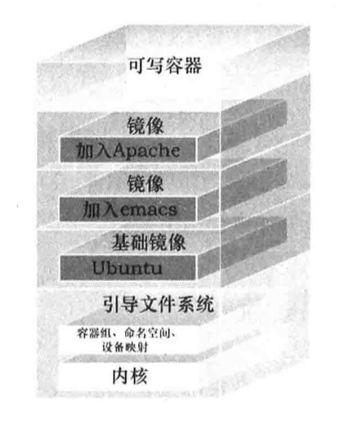 可写容器
镜像
加入Apache
镜像
加入emacs
基础镜像
Ubuntu
引导文件系统
容器组、命名空间、
设备映射
内核